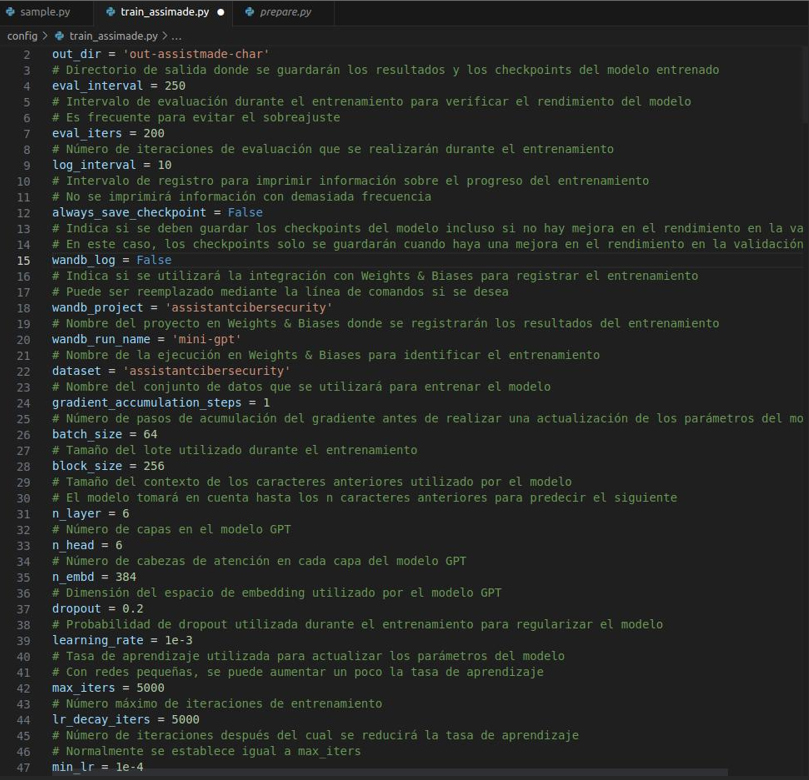 sample.py train_assimade.py prepare.py
config > train_assimade.py > ...
2 out_dir = 'out-assistmade-char'
3 # Directorio de salida donde se guardarán los resultados y los checkpoints del modelo entrenado
4 eval_interval = 250
5 # Intervalo de evaluación durante el entrenamiento para verificar el rendimiento del modelo
6 # Es frecuente para evitar el sobreajuste
7 eval_iters = 200
8 # Número de iteraciones de evaluación que se realizarán durante el entrenamiento
9 log_interval = 10
10 # Intervalo de registro para imprimir información sobre el progreso del entrenamiento
11 # No se imprimirá información con demasiada frecuencia
12 always_save_checkpoint = False
13 # Indica si se deben guardar los checkpoints del modelo incluso si no hay mejora en el rendimiento en la va
14 # En este caso, los checkpoints solo se guardarán cuando haya una mejora en el rendimiento en la validación
15 wandb_log = False
16 # Indica si se utilizará la integración con Weights & Biases para registrar el entrenamiento
17 # Puede ser reemplazado mediante la línea de comandos si se desea
18 wandb_project = 'assistantcibersecurity'
19 # Nombre del proyecto en Weights & Biases donde se registrarán los resultados del entrenamiento
20 wandb_run_name = 'mini-gpt'
21 # Nombre de la ejecución en Weights & Biases para identificar el entrenamiento
22 dataset = 'assistantcibersecurity'
23 # Nombre del conjunto de datos que se utilizará para entrenar el modelo
24 gradient_accumulation_steps = 1
25 # Número de pasos de acumulación del gradiente antes de realizar una actualización de los parámetros del mo
26 batch_size = 64
27 # Tamaño del lote utilizado durante el entrenamiento
28 block_size = 256
29 # Tamaño del contexto de los caracteres anteriores utilizado por el modelo
30 # El modelo tomará en cuenta hasta los n caracteres anteriores para predecir el siguiente
31 n_layer = 6
32 # Número de capas en el modelo GPT
33 n_head = 6
34 # Número de cabezas de atención en cada capa del modelo GPT
35 n_embd = 384
36 # Dimensión del espacio de embedding utilizado por el modelo GPT
37 dropout = 0.2
38 # Probabilidad de dropout utilizada durante el entrenamiento para regularizar el modelo
39 learning_rate = 1e-3
40 # Tasa de aprendizaje utilizada para actualizar los parámetros del modelo
41 # Con redes pequeñas, se puede aumentar un poco la tasa de aprendizaje
42 max_iters = 5000
43 # Número máximo de iteraciones de entrenamiento
44 lr_decay_iters = 5000
45 # Número de iteraciones después del cual se reducirá la tasa de aprendizaje
46 # Normalmente se establece igual a max_iters
47 min_lr = 1e-4